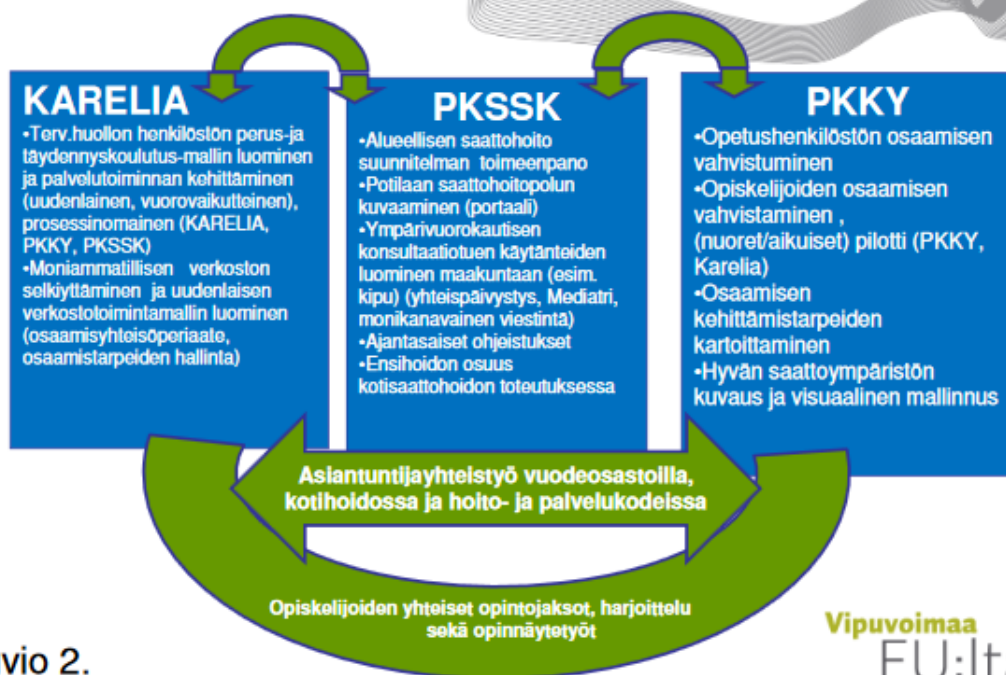 KARELIA
•Terv.huollon henkilöstön perus-ja
täydennyskoulutus-mallin luominen
ja palvelutoiminnan kehittäminen
(uudenlainen, vuorovaikutteinen),
prosessinomainen (KARELIA,
PKKY, PKSSK)
•Moniammatillisen verkoston
selkiyttäminen ja uudenlaisen
verkostotoimintamallin luominen
(osaamisyhteisöperiaate,
osaamistarpeiden hallinta)
PKSSK
•Alueellisen saattohoito
suunnitelman toimeenpano
•Potilaan saattohoitopolun
kuvaaminen (portaali)
•Ympärivuorokautisen
konsultaatiotuen käytänteiden
luominen maakuntaan (esim.
kipu) (yhteispäivystys, Mediatri,
monikanavainen viestintä)
•Ajantasaiset ohjeistukset
•Ensihoidon osuus
kotisaattohoidon toteutuksessa
PKKY
•Opetushenkilöstön osaamisen
vahvistuminen
•Opiskelijoiden osaamisen
vahvistaminen ,
(nuoret/aikuiset) pilotti (PKKY,
Karelia)
•Osaamisen
kehittämistarpeiden
kartoittaminen
•Hyvän saattoympäristön
kuvaus ja visuaalinen mallinnus
Asiantuntijayhteistyö vuodeosastoilla,
kotihoidossa ja hoito- ja palvelukodeissa
Opiskelijoiden yhteiset opintojaksot, harjoittelu
sekä opinnäytetyöt
vio 2.
Vipuvoimaa
EU:lt